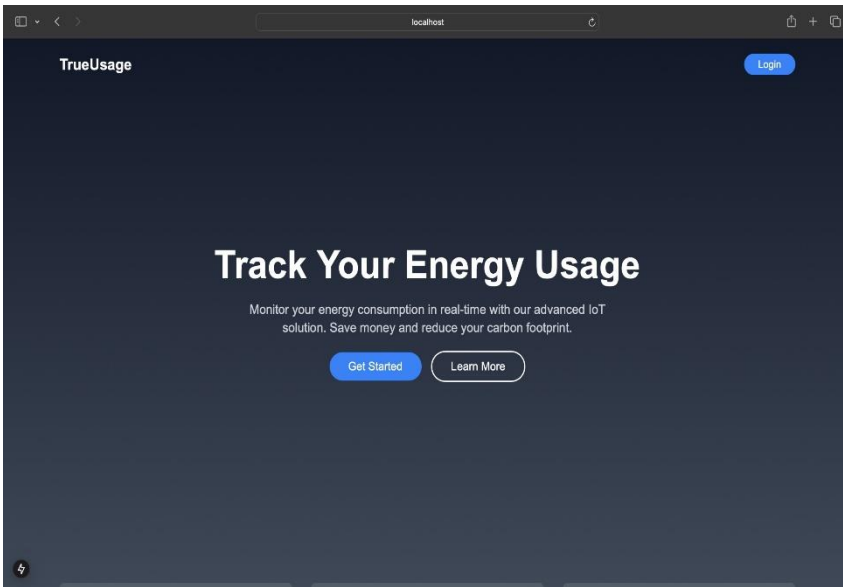 localhost
TrueUsage
Login
Track Your Energy Usage
Monitor your energy consumption in real-time with our advanced IoT
solution. Save money and reduce your carbon footprint.
Get Started
Learn More